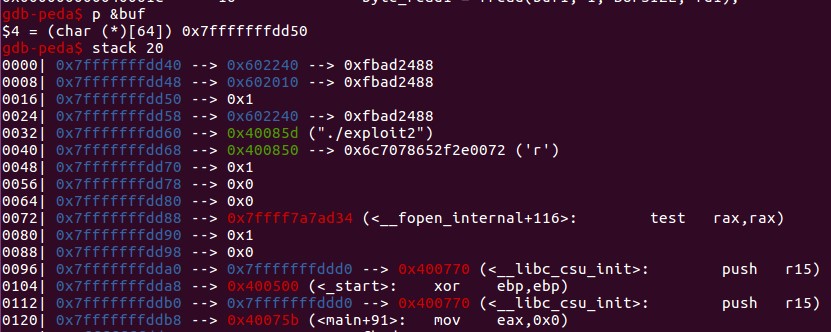 gdb-peda$ p &buf
$4 = (char (*)[64]) 0x7fffffffdd50
gdb-peda$ stack 20
0000| 0x7fffffffdd40 --> 0x602240 --> 0xfbad2488
0008| 0x7fffffffdd48 --> 0x602010 --> 0xfbad2488
0016| 0x7fffffffdd50 --> 0x1
0024| 0x7fffffffdd58 --> 0x602240 --> 0xfbad2488
0032| 0x7fffffffdd60 --> 0x40085d ("./exploit2")
0040| 0x7fffffffdd68 --> 0x400850 --> 0x6c7078652f2e0072 ('r')
0048| 0x7fffffffdd70 --> 0x1
0056| 0x7fffffffdd78 --> 0x0
0064| 0x7fffffffdd80 --> 0x0
0072| 0x7fffffffdd88 --> 0x7ffff7a7ad34 (<__fopen_internal+116>: test rax,rax)
0080| 0x7fffffffdd90 --> 0x1
0088| 0x7fffffffdd98 --> 0x0
0096| 0x7fffffffdda0 --> 0x7fffffffddd0 --> 0x400770 (<__libc_csu_init>: push r15)
0104| 0x7fffffffdda8 --> 0x400500 (<_start>: xor ebp,ebp)
0112| 0x7fffffffddb0 --> 0x7fffffffddd0 --> 0x400770 (<__libc_csu_init>: push r15)
0120| 0x7fffffffddb8 --> 0x40075b (<main+91>: mov eax,0x0)